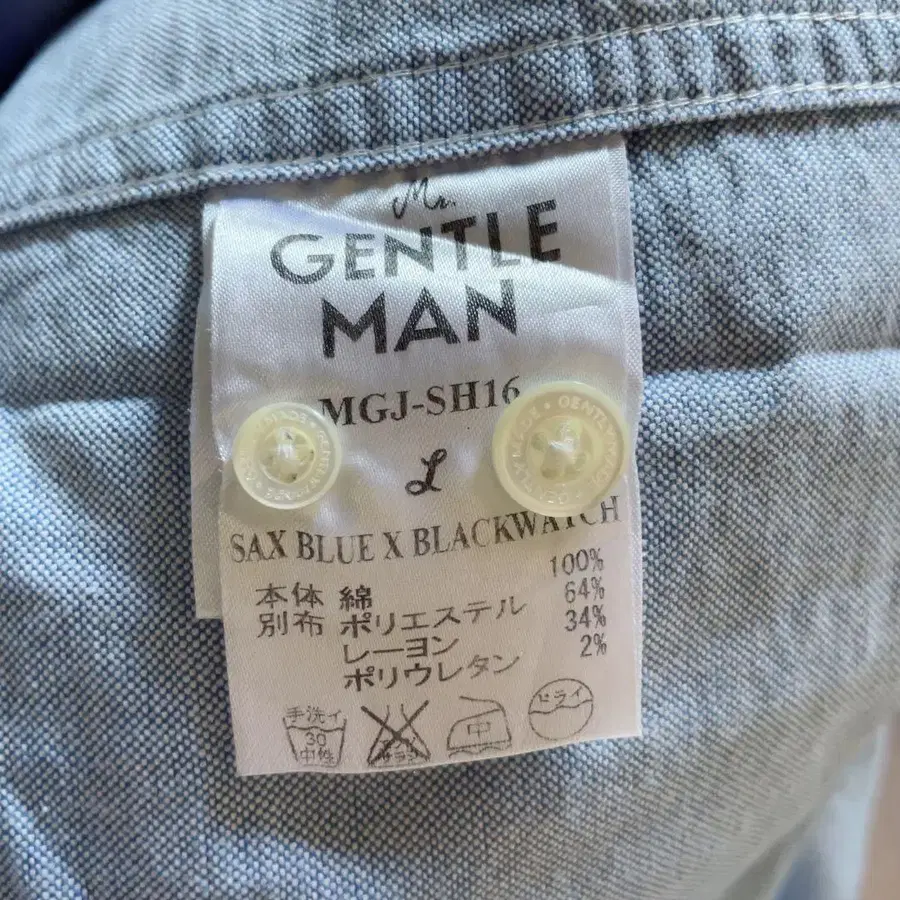 Mr.
GENTLE
MAN
MGJ-SH16
L
SAX BLUE X BLACKWATCH
本体 綿 100%
別布 ポリエステル 64%
レーヨン 34%
ポリウレタン 2%
手洗イ
30
中性
中
ドライ